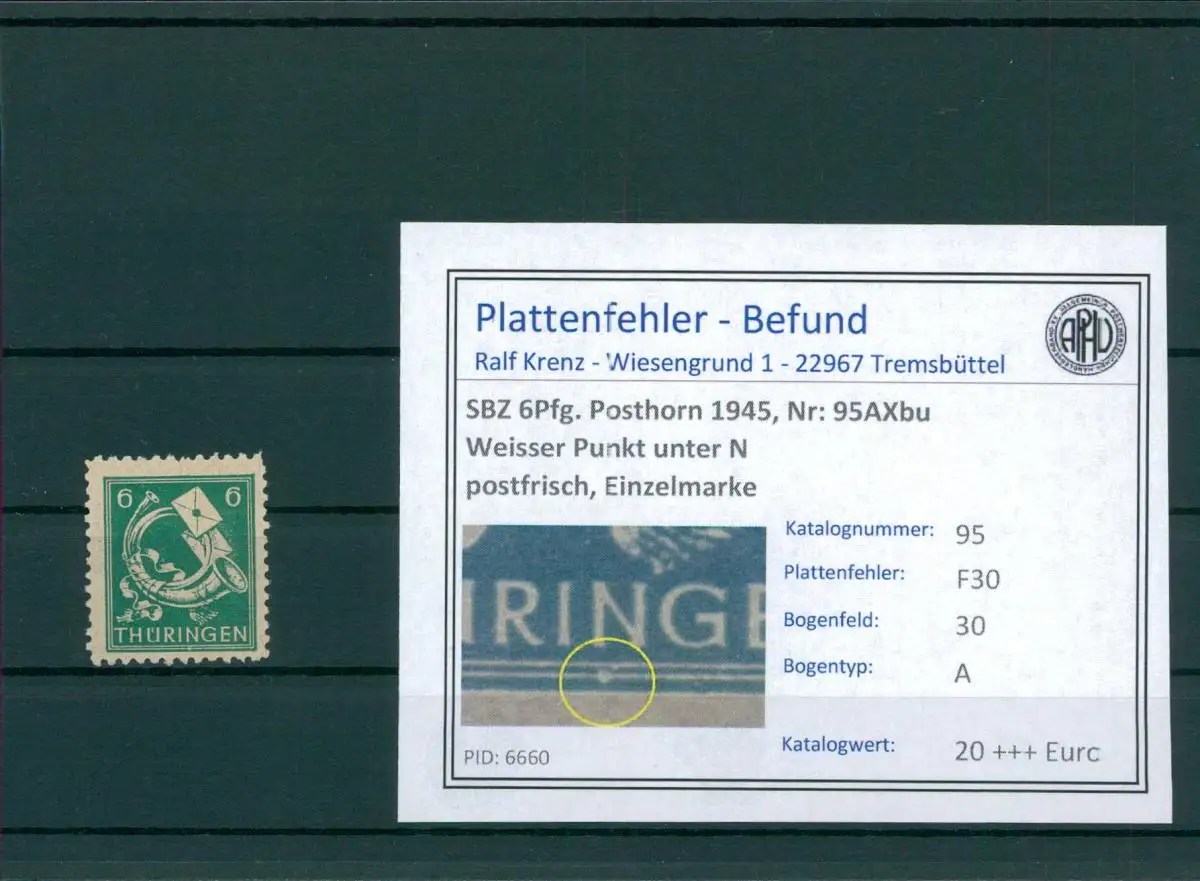 6 6
THÜRINGEN
Plattenfehler - Befund
Ralf Krenz - Wiesengrund 1 - 22967 Tremsbüttel
APHV
SBZ 6Pfg. Posthorn 1945, Nr: 95AXbu
Weisser Punkt unter N
postfrisch, Einzelmarke
RINGE
Katalognummer: 95
Plattenfehler: F30
Bogenfeld: 30
Bogentyp: A
Katalogwert: 20 +++ Eurc
PID: 6660